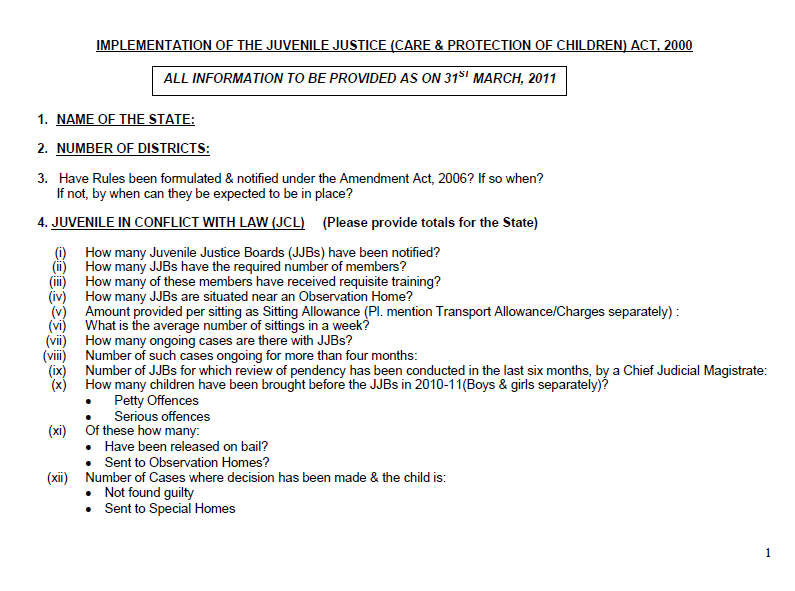 IMPLEMENTATION OF THE JUVENILE JUSTICE (CARE & PROTECTION OF CHILDREN) ACT, 2000
ALL INFORMATION TO BE PROVIDED AS ON 31ST MARCH, 2011
1. NAME OF THE STATE:
2. NUMBER OF DISTRICTS:
3. Have Rules been formulated & notified under the Amendment Act, 2006? If so when?
If not, by when can they be expected to be in place?
4. JUVENILE IN CONFLICT WITH LAW (JCL) (Please provide totals for the State)
(i) How many Juvenile Justice Boards (JJBs) have been notified?
(ii) How many JJBs have the required number of members?
(iii) How many of these members have received requisite training?
(iv) How many JJBs are situated near an Observation Home?
(v) Amount provided per sitting as Sitting Allowance (Pl. mention Transport Allowance/Charges separately) :
(vi) What is the average number of sittings in a week?
(vii) How many ongoing cases are there with JJBs?
(viii) Number of such cases ongoing for more than four months:
(ix) Number of JJBs for which review of pendency has been conducted in the last six months, by a Chief Judicial Magistrate:
(x) How many children have been brought before the JJBs in 2010-11(Boys & girls separately)?
• Petty Offences
• Serious offences
(xi) Of these how many:
• Have been released on bail?
• Sent to Observation Homes?
(xii) Number of Cases where decision has been made & the child is:
• Not found guilty
• Sent to Special Homes
1